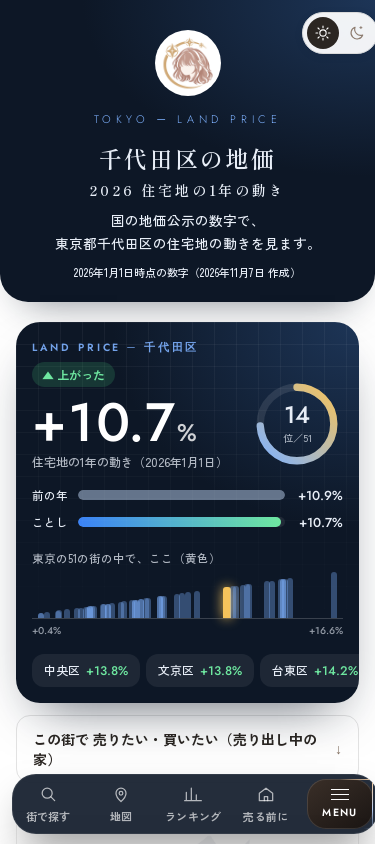 TOKYO — LAND PRICE
千代田区の地価
2026 住宅地の1年の動き
国の地価公示の数字で、
東京都千代田区の住宅地の動きを見ます。
2026年1月1日時点の数字（2026年11月7日 作成）
LAND PRICE — 千代田区
▲ 上がった
+10.7%
14
位／51
住宅地の1年の動き（2026年1月1日）
前の年 +10.9%
ことし +10.7%
東京の51の街の中で、ここ（黄色）
+0.4% +16.6%
中央区 +13.8% 文京区 +13.8% 台東区 +14.2%
この街で 売りたい・買いたい（売り出し中の
家） ↓
街で探す 地図 ランキング 売る前に MENU